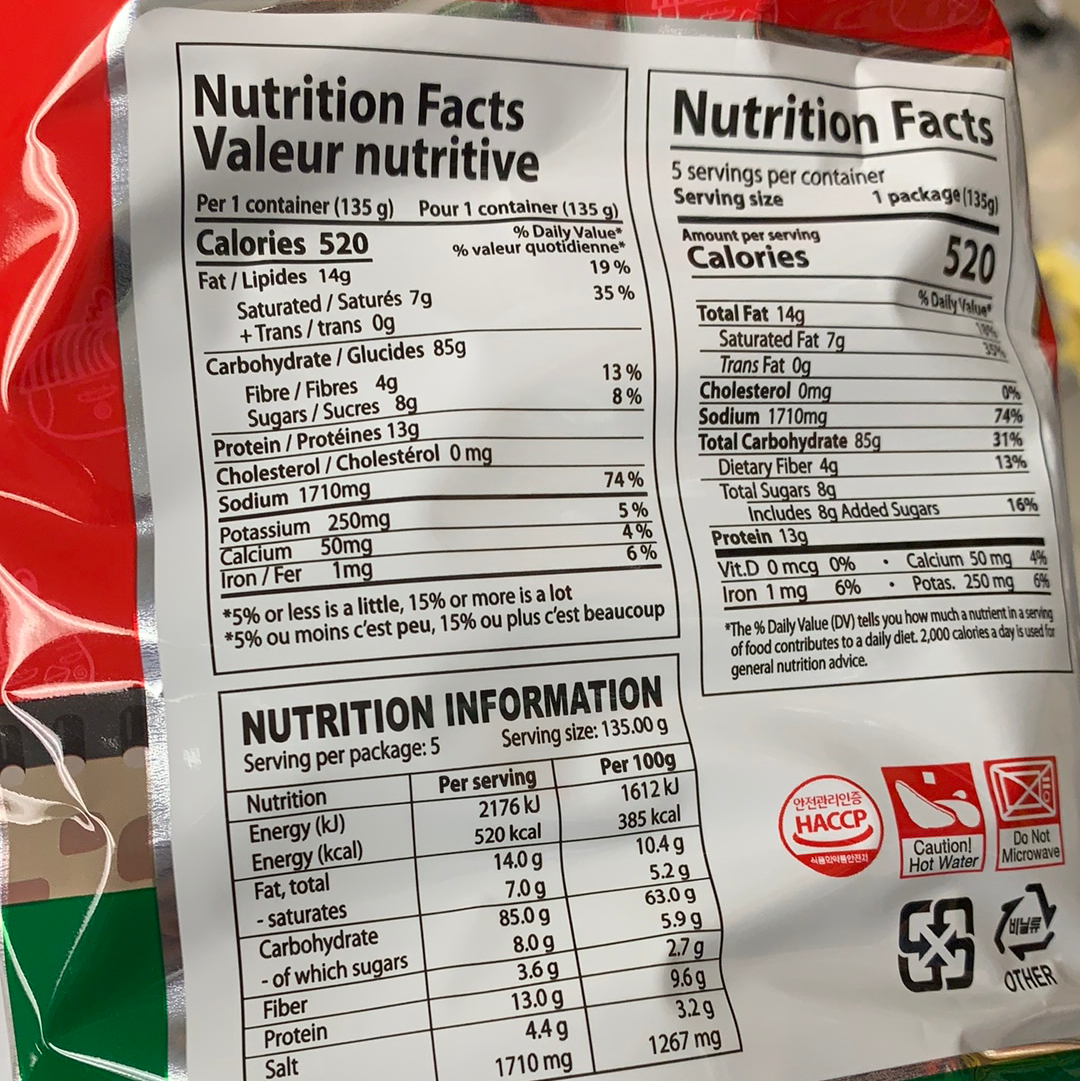 Nutrition Facts
Valeur nutritive
Per 1 container (135 g) Pour 1 container (135 g)
% Daily Value*
Calories 520 % valeur quotidienne*
Fat / Lipides 14g 19 %
Saturated / Saturés 7g 35 %
+ Trans / trans 0g
Carbohydrate / Glucides 85g
Fibre / Fibres 4g 13 %
Sugars / Sucres 8g 8 %
Protein / Protéines 13g
Cholesterol / Cholestérol 0 mg
Sodium 1710mg 74 %
Potassium 250mg 5 %
Calcium 50mg 4 %
Iron / Fer 1mg 6 %
*5% or less is a little, 15% or more is a lot
*5% ou moins c'est peu, 15% ou plus c'est beaucoup
Nutrition Facts
5 servings per container
Serving size 1 package (135g)
Amount per serving
Calories 520
% Daily Value*
Total Fat 14g 18%
Saturated Fat 7g 35%
Trans Fat 0g
Cholesterol 0mg 0%
Sodium 1710mg 74%
Total Carbohydrate 85g 31%
Dietary Fiber 4g 13%
Total Sugars 8g
Includes 8g Added Sugars 16%
Protein 13g
Vit.D 0 mcg 0% • Calcium 50 mg 4%
Iron 1 mg 6% • Potas. 250 mg 6%
*The % Daily Value (DV) tells you how much a nutrient in a serving
of food contributes to a daily diet. 2,000 calories a day is used for
general nutrition advice.
NUTRITION INFORMATION
Serving per package: 5 Serving size: 135.00 g
Nutrition Per serving Per 100g
Energy (kJ) 2176 kJ 1612 kJ
Energy (kcal) 520 kcal 385 kcal
Fat, total 14.0 g 10.4 g
- saturates 7.0 g 5.2 g
Carbohydrate 85.0 g 63.0 g
- of which sugars 8.0 g 5.9 g
Fiber 3.6 g 2.7 g
Protein 13.0 g 9.6 g
Salt 4.4 g 3.2 g
1710 mg 1267 mg
안전관리인증
HACCP
식품의약품안전처
Caution!
Hot Water
Do Not
Microwave
비닐류
OTHER